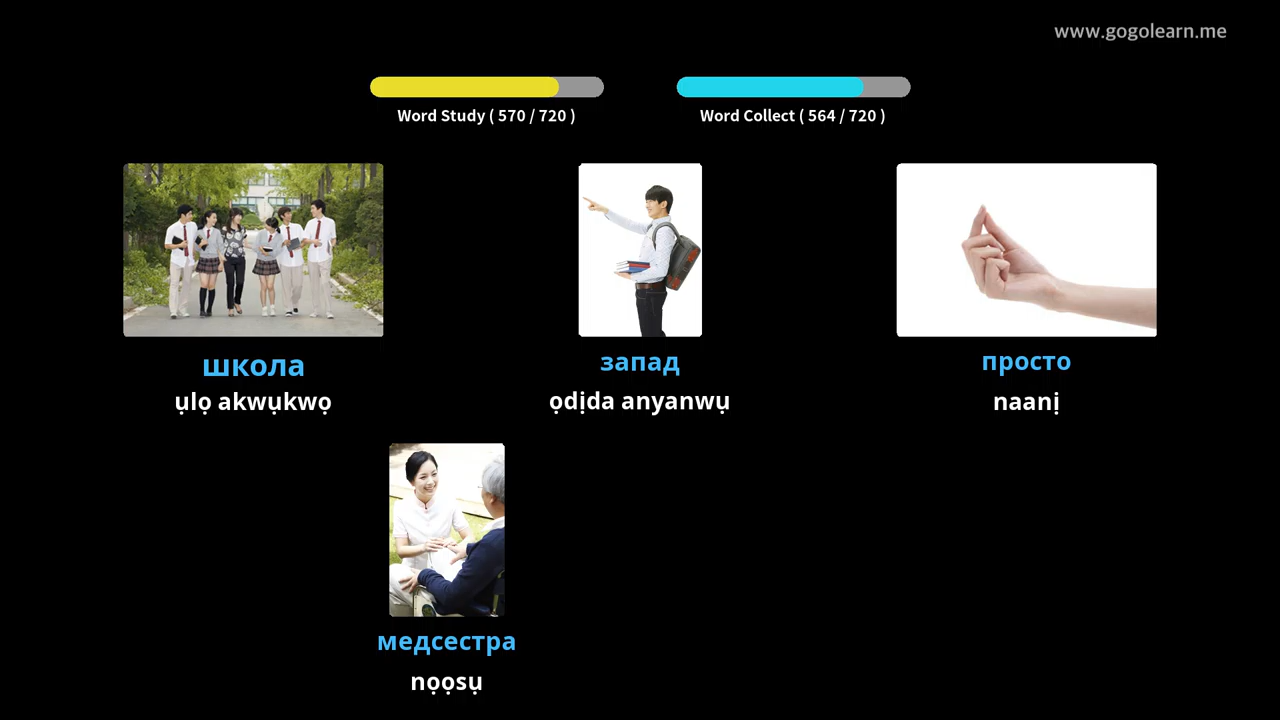 www.gogolearn.me
Word Study ( 570 / 720 )
Word Collect ( 564 / 720 )
школа
ụlọ akwụkwọ
запад
ọdịda anyanwụ
просто
naanị
медсестра
nọọsụ